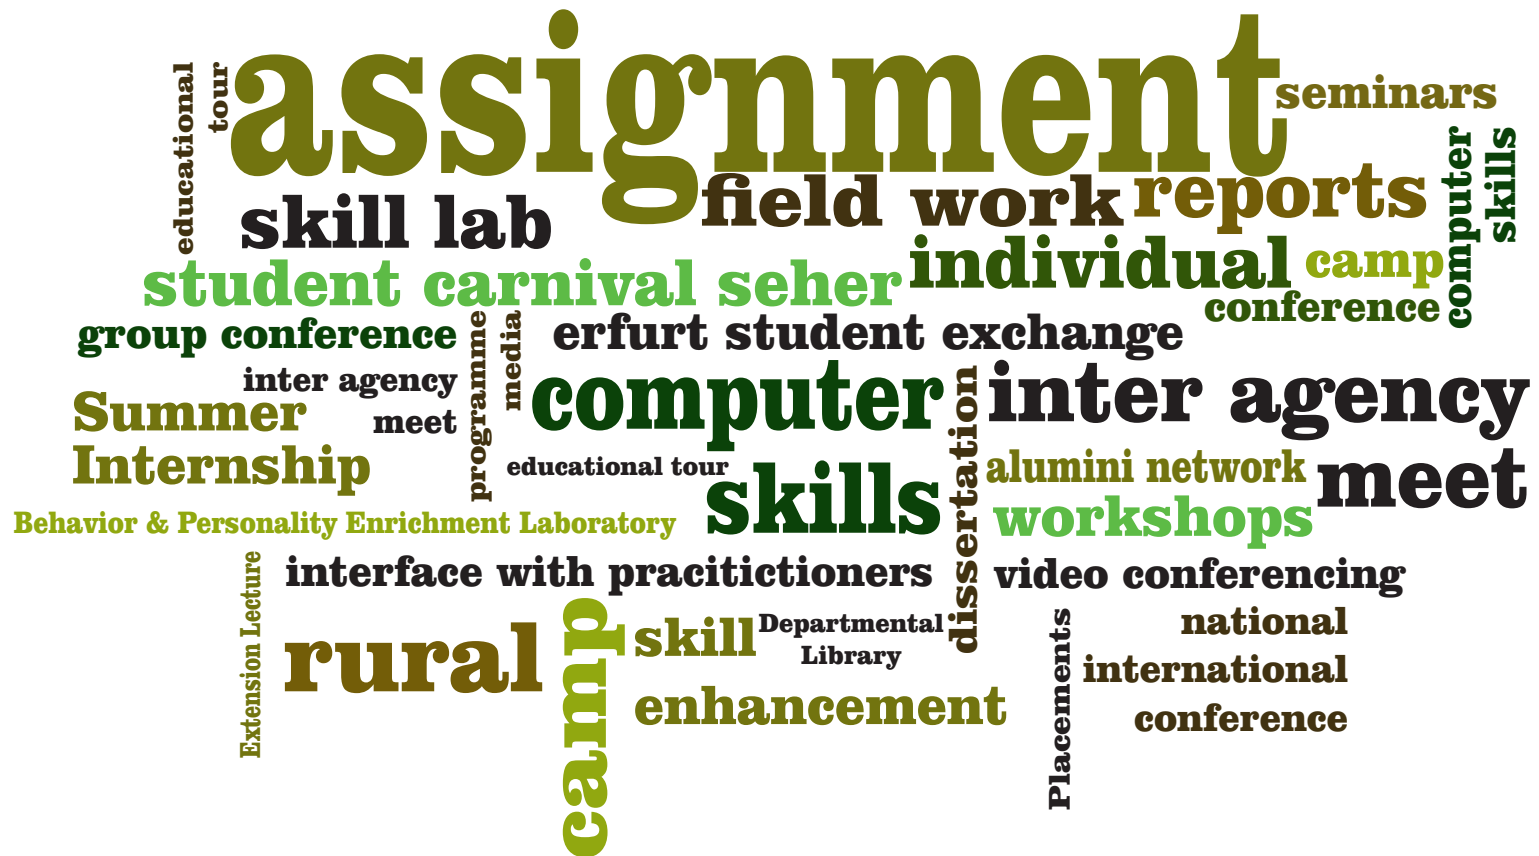 assignment
educational
tour
seminars
computer
skills
skill lab
field work
reports
student carnival seher
individual
camp
conference
group conference
programme
media
erfurt student exchange
inter agency
meet
Summer
Internship
computer
skills
educational tour
dissertation
inter agency
meet
alumini network
workshops
Behavior & Personality Enrichment Laboratory
Extension Lecture
interface with pracitictioners
video conferencing
rural
camp
skill
enhancement
Departmental
Library
Placements
national
international
conference